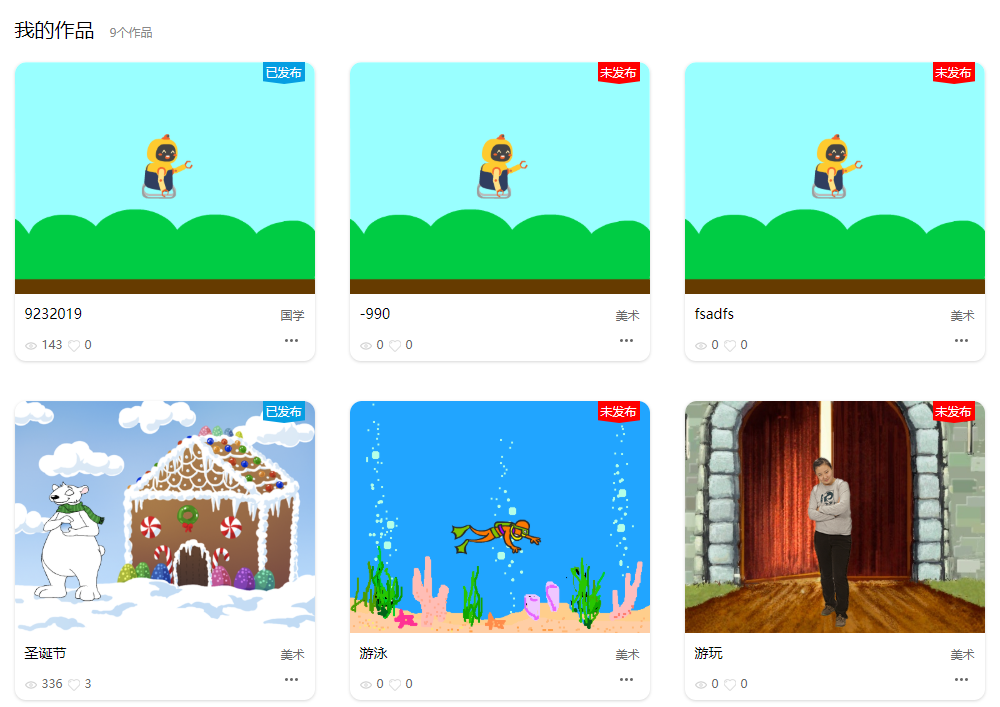 我的作品 9个作品
已发布 未发布 未发布
9232019 国学 -990 美术 fsadfs 美术
143 0 ... 0 0 ... 0 0 ...
已发布 未发布 未发布
圣诞节 美术 游泳 美术 游玩 美术
336 3 ... 0 0 ... 0 0 ...